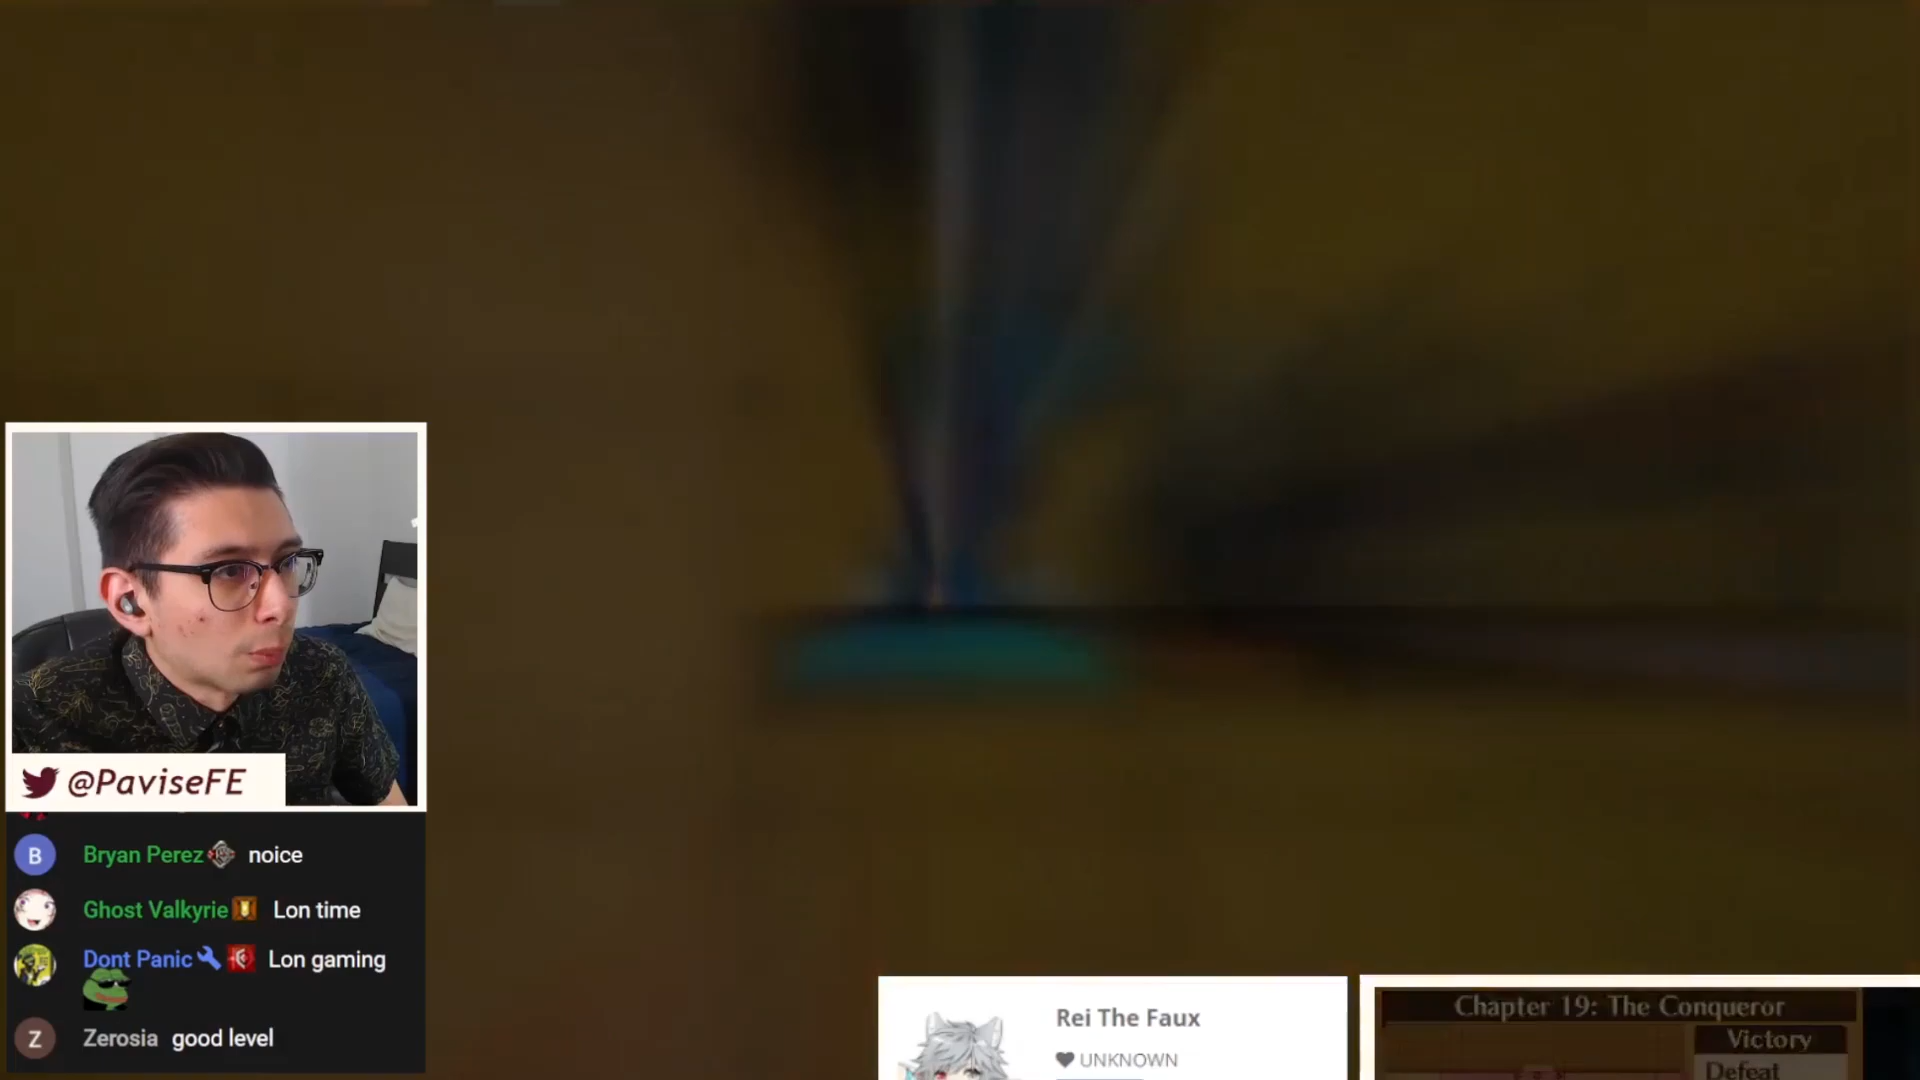 @PaviseFE
B Bryan Perez noice
Ghost Valkyrie Lon time
Dont Panic Lon gaming
Z Zerosia good level
Rei The Faux
UNKNOWN
Chapter 19: The Conqueror
Victory
Defeat